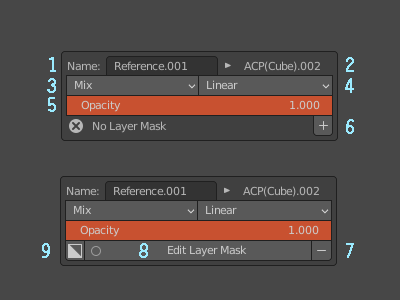 1 Name: Reference.001 ▸ ACP(Cube).002 2
3 Mix Linear 4
5 Opacity 1.000
No Layer Mask + 6
Name: Reference.001 ▸ ACP(Cube).002
Mix Linear
Opacity 1.000
9 8 Edit Layer Mask − 7